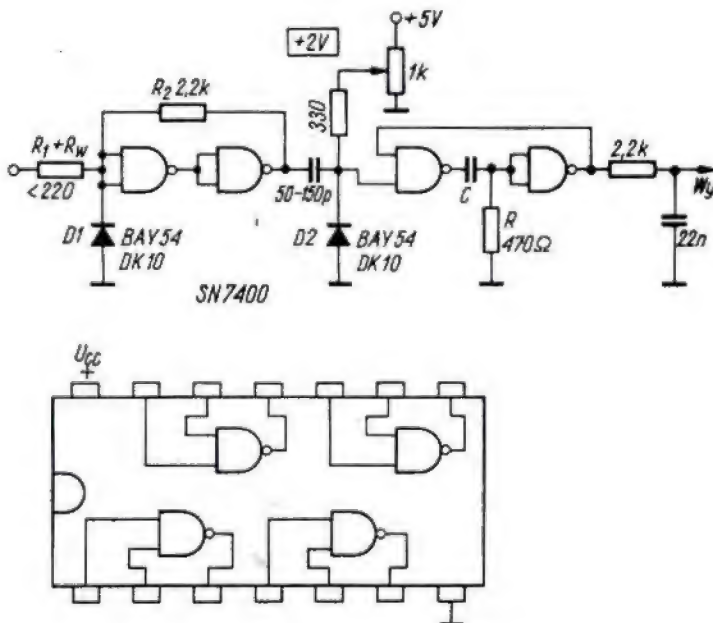 +5V
+2V
1k
R2 2,2k
330
R1 + RW
<220
50-150p
C
2,2k
Wy
D1
BAY54
DK10
D2
BAY54
DK10
R
470Ω
22n
SN7400
UCC
+